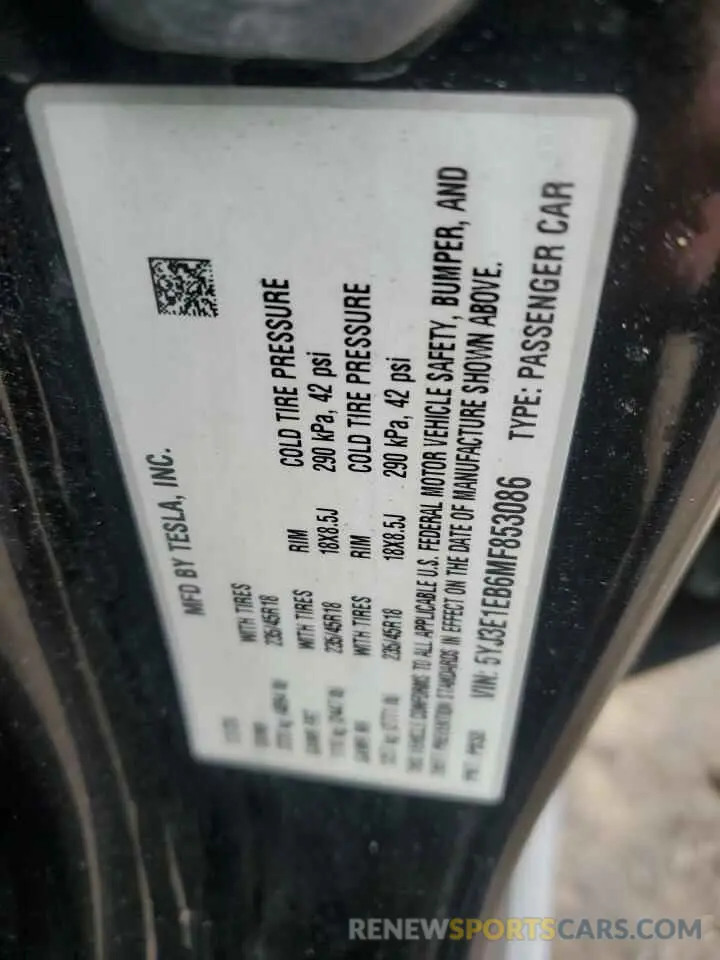 MFD BY TESLA, INC.
WITH TIRES
235/45R18
WITH TIRES RIM COLD TIRE PRESSURE
235/45R18 18X8.5J 290 kPa, 42 psi
WITH TIRES RIM COLD TIRE PRESSURE
235/45R18 18X8.5J 290 kPa, 42 psi
THIS VEHICLE CONFORMS TO ALL APPLICABLE U.S. FEDERAL MOTOR VEHICLE SAFETY, BUMPER, AND
THEFT PREVENTION STANDARDS IN EFFECT ON THE DATE OF MANUFACTURE SHOWN ABOVE.
VIN: 5YJ3E1EB6MF853086 TYPE: PASSENGER CAR
RENEWSPORTSCARS.COM